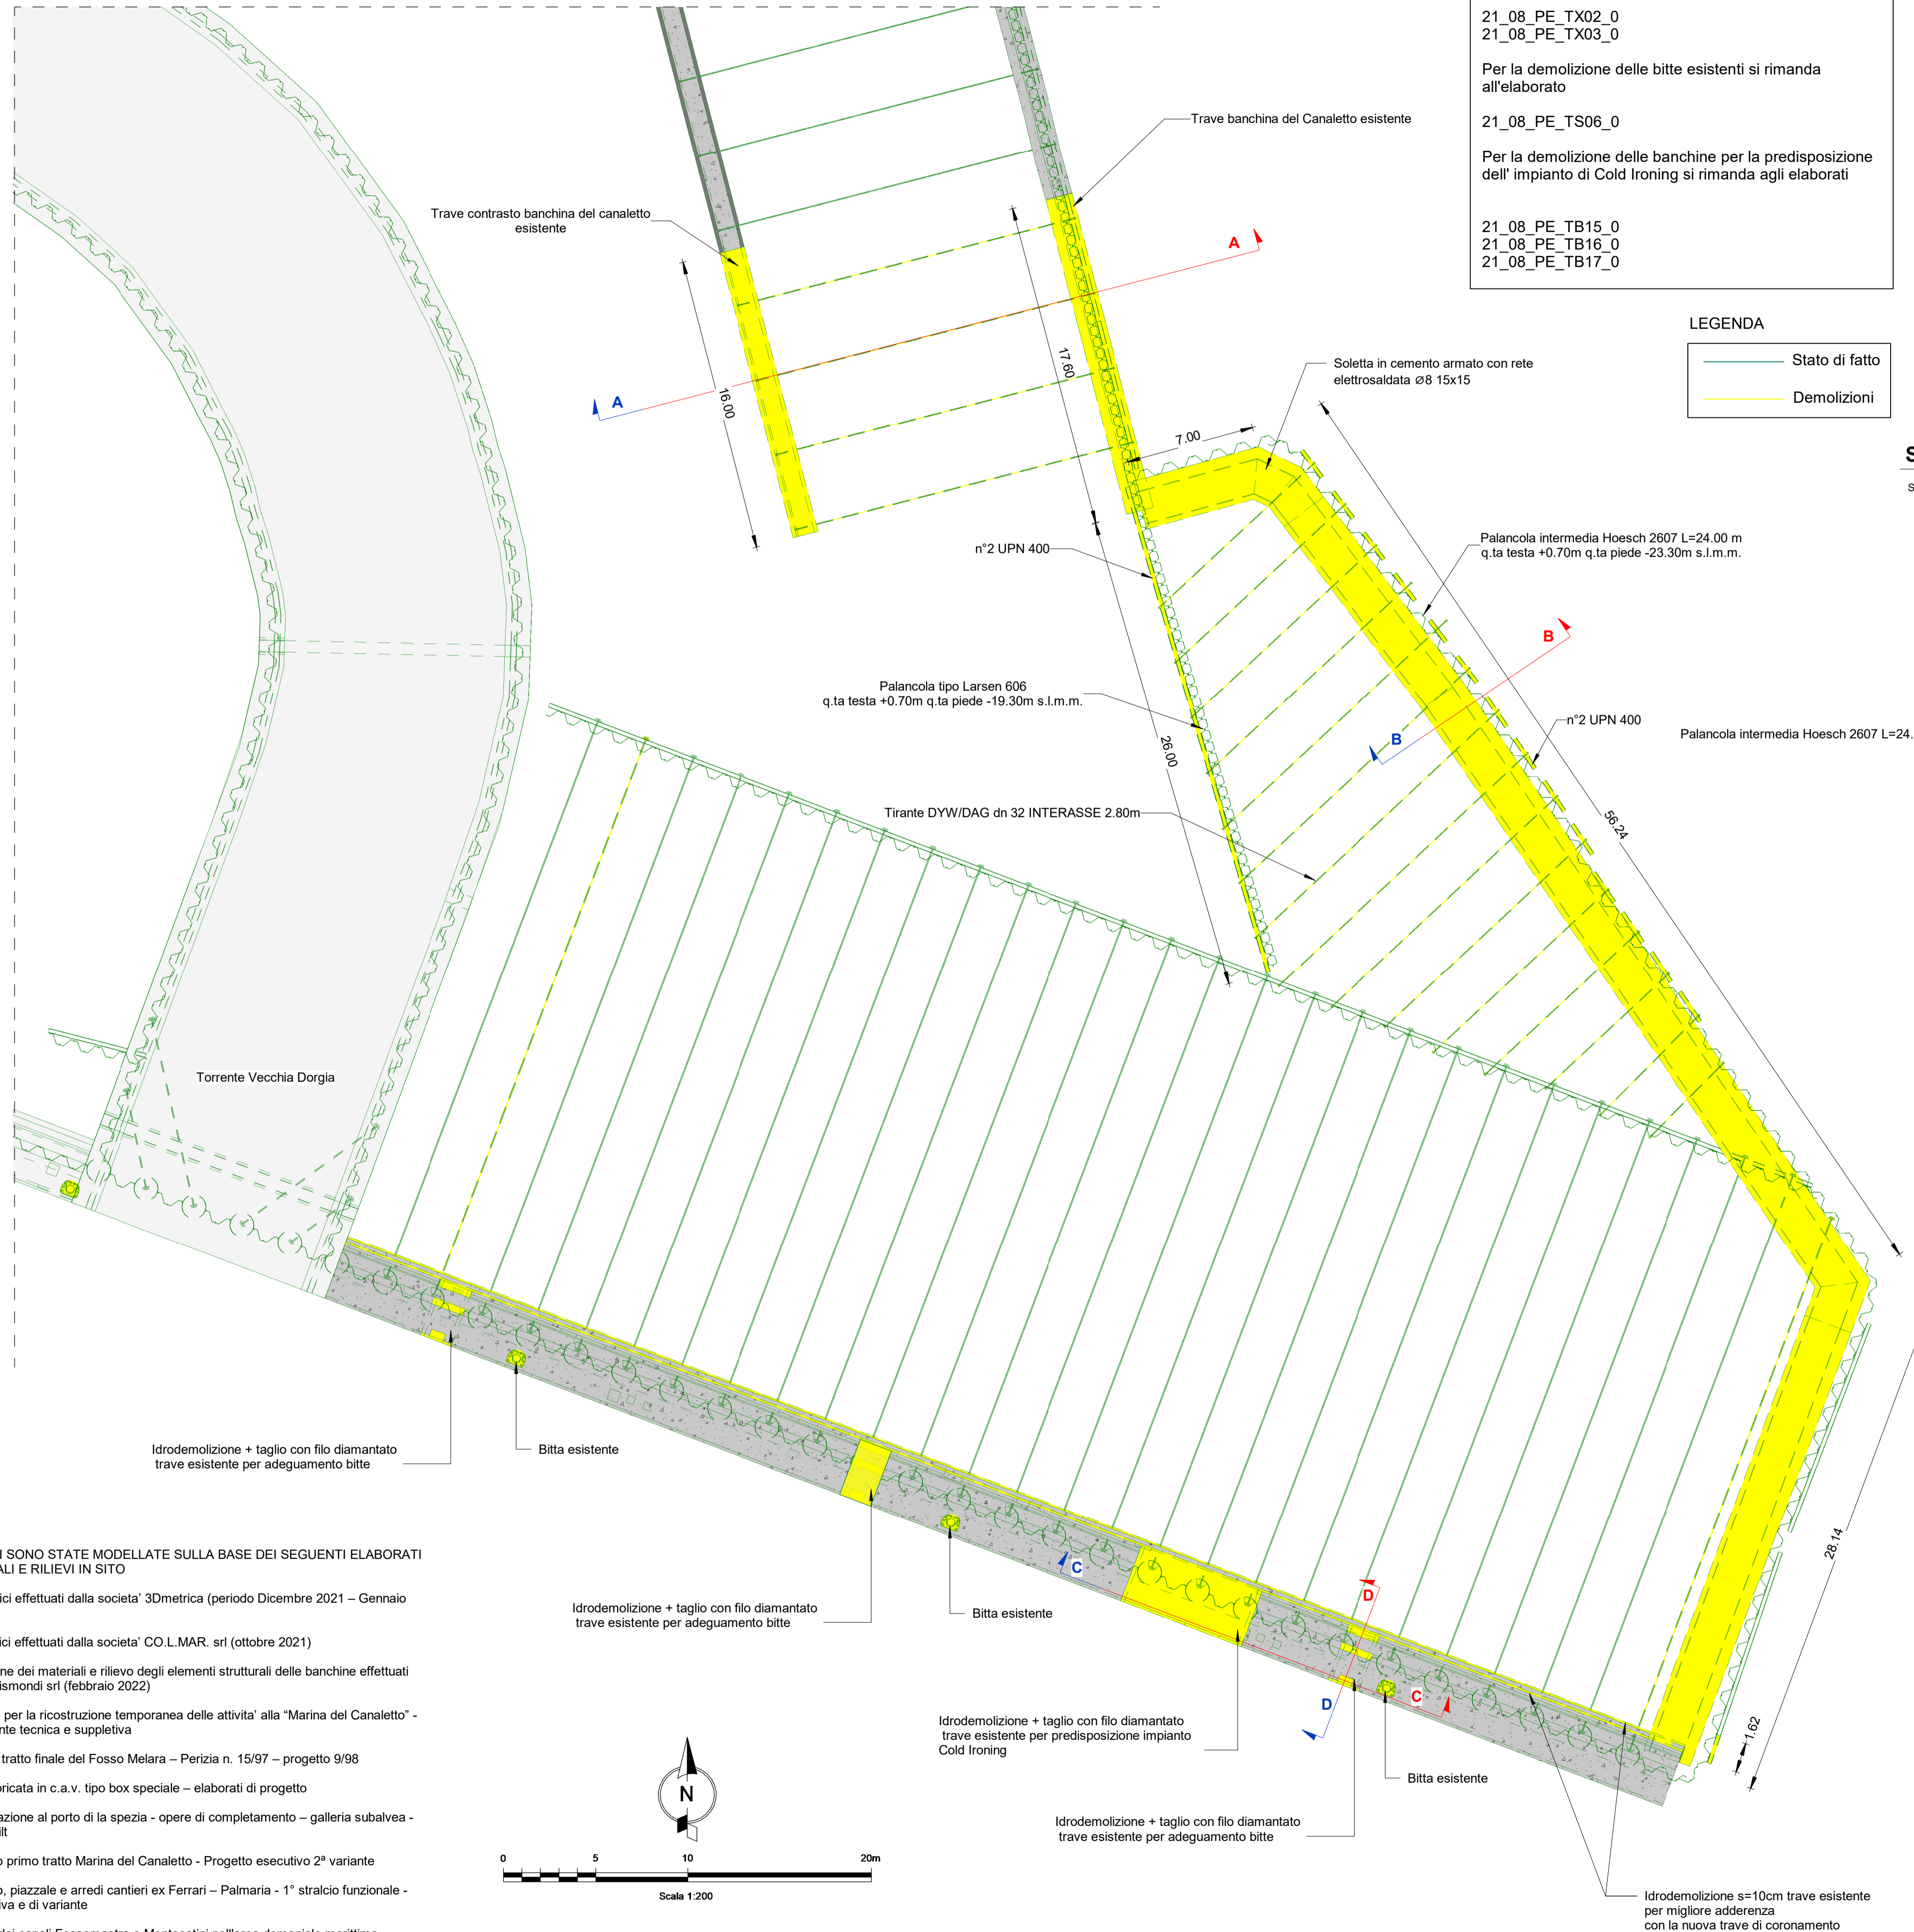 21_08_PE_TX02_0
21_08_PE_TX03_0
Per la demolizione delle bitte esistenti si rimanda
all'elaborato
21_08_PE_TS06_0
Per la demolizione delle banchine per la predisposizione
dell' impianto di Cold Ironing si rimanda agli elaborati
21_08_PE_TB15_0
21_08_PE_TB16_0
21_08_PE_TB17_0
LEGENDA
Stato di fatto
Demolizioni
S
s
Trave banchina del Canaletto esistente
Trave contrasto banchina del canaletto
esistente
A
A
16.00
17.60
7.00
Soletta in cemento armato con rete
elettrosaldata Ø8 15x15
n°2 UPN 400
Palancola intermedia Hoesch 2607 L=24.00 m
q.ta testa +0.70m q.ta piede -23.30m s.l.m.m.
B
B
Palancola tipo Larsen 606
q.ta testa +0.70m q.ta piede -19.30m s.l.m.m.
n°2 UPN 400
Palancola intermedia Hoesch 2607 L=24.
26.00
56.24
Tirante DYW/DAG dn 32 INTERASSE 2.80m
Torrente Vecchia Dorgia
Idrodemolizione + taglio con filo diamantato
trave esistente per adeguamento bitte
Bitta esistente
Idrodemolizione + taglio con filo diamantato
trave esistente per adeguamento bitte
Bitta esistente
C
C
D
D
28.14
1.62
Idrodemolizione + taglio con filo diamantato
trave esistente per predisposizione impianto
Cold Ironing
Bitta esistente
Idrodemolizione + taglio con filo diamantato
trave esistente per adeguamento bitte
Idrodemolizione s=10cm trave esistente
per migliore adderenza
con la nuova trave di coronamento
I SONO STATE MODELLATE SULLA BASE DEI SEGUENTI ELABORATI
ALI E RILIEVI IN SITO
ici effettuati dalla societa' 3Dmetrica (periodo Dicembre 2021 – Gennaio
ici effettuati dalla societa' CO.L.MAR. srl (ottobre 2021)
ne dei materiali e rilievo degli elementi strutturali delle banchine effettuati
ismondi srl (febbraio 2022)
per la ricostruzione temporanea delle attivita' alla “Marina del Canaletto” -
nte tecnica e suppletiva
tratto finale del Fosso Melara – Perizia n. 15/97 – progetto 9/98
bricata in c.a.v. tipo box speciale – elaborati di progetto
azione al porto di la spezia - opere di completamento – galleria subalvea -
ilt
o primo tratto Marina del Canaletto - Progetto esecutivo 2ª variante
o, piazzale e arredi cantieri ex Ferrari – Palmaria - 1° stralcio funzionale -
iva e di variante
N
0 5 10 20m
Scala 1:200